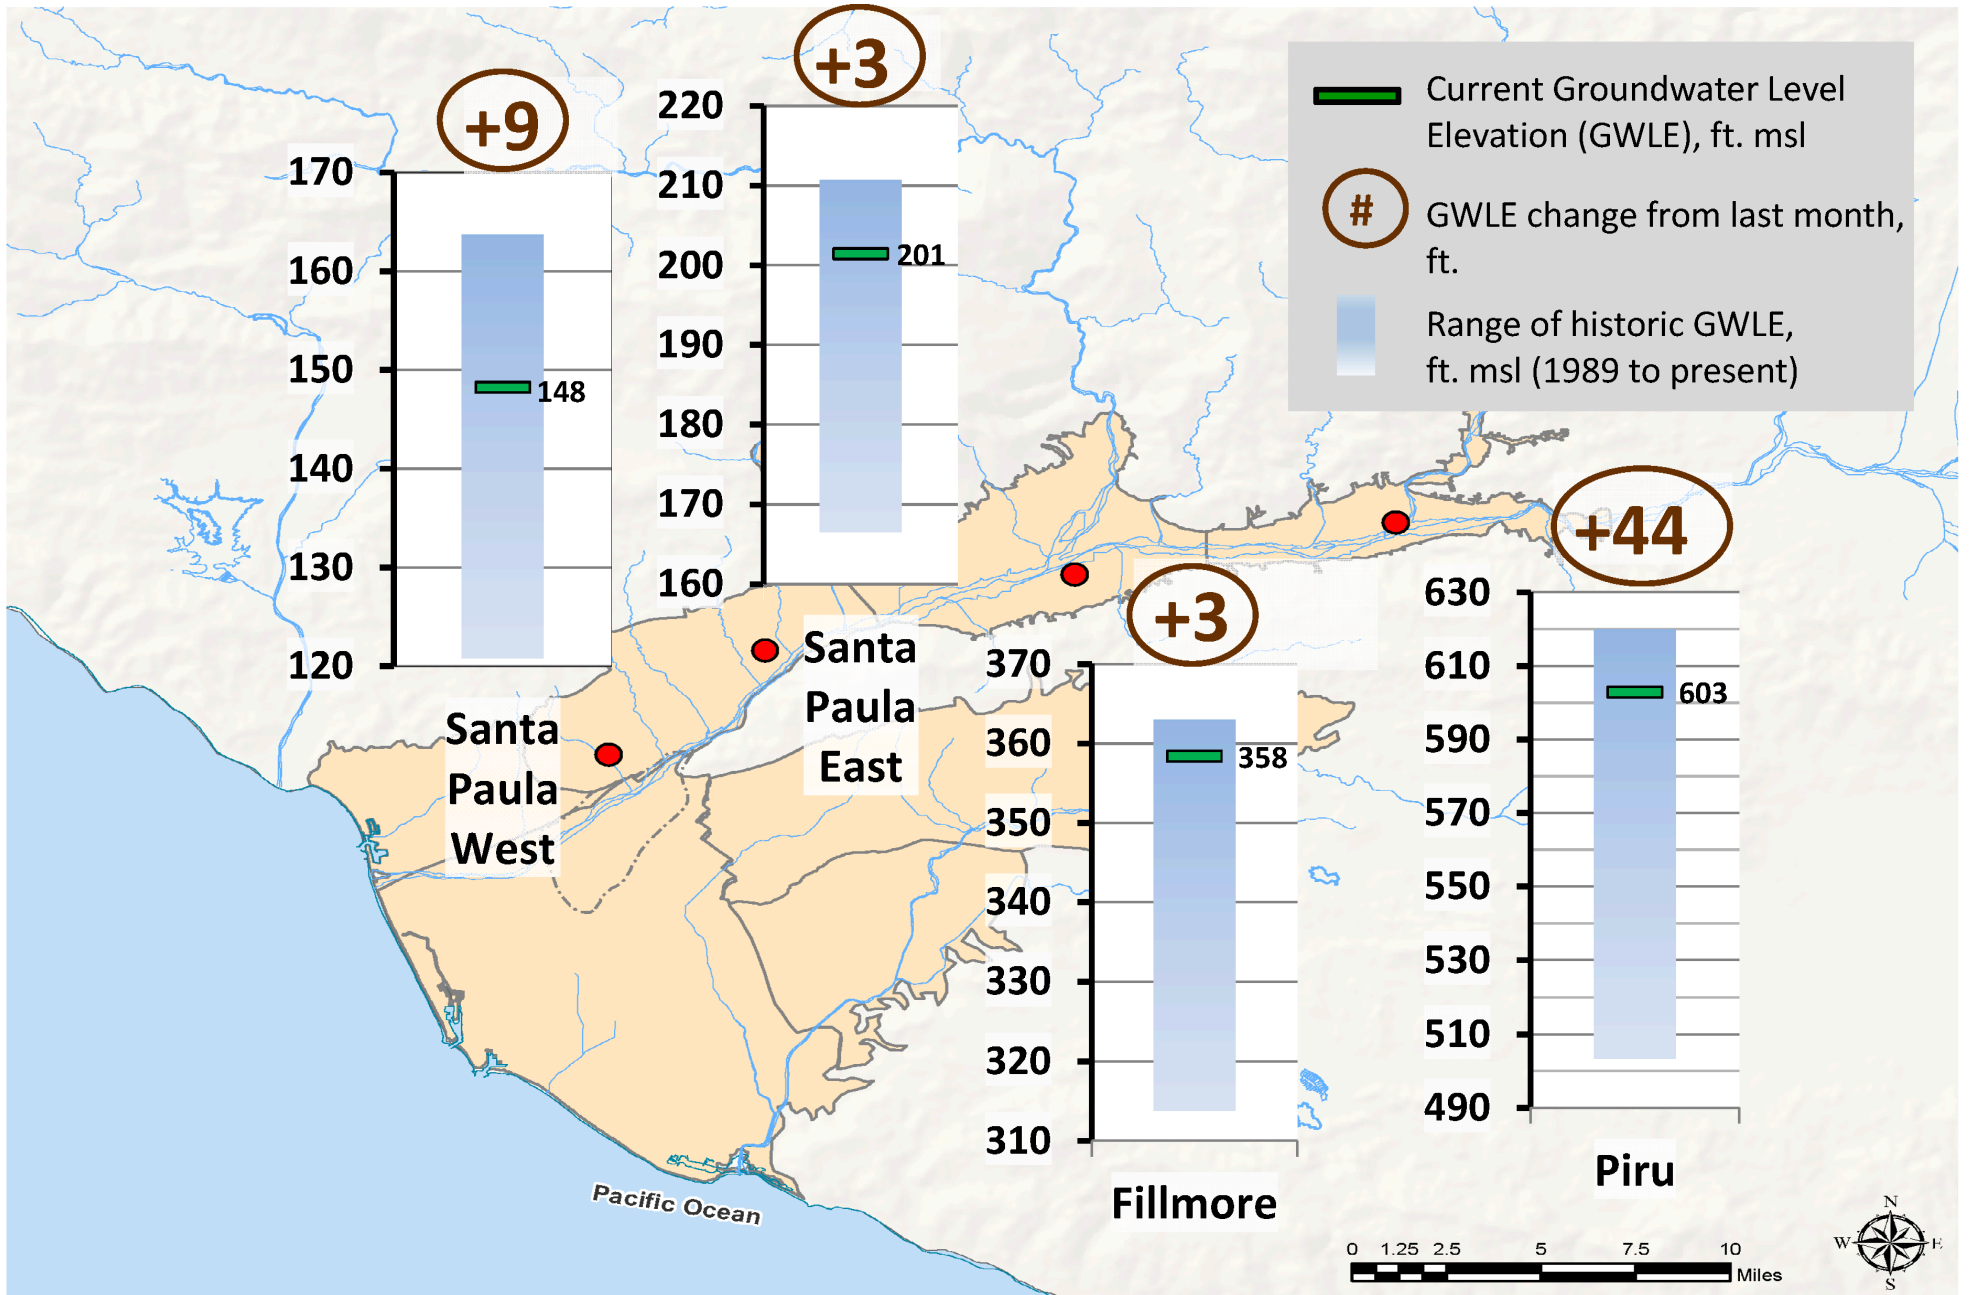 +9
170
160
150
140
130
120
148
Santa
Paula
West
+3
220
210
200
190
180
170
160
201
Santa
Paula
East
Current Groundwater Level
Elevation (GWLE), ft. msl
#
GWLE change from last month,
ft.
Range of historic GWLE,
ft. msl (1989 to present)
+3
370
360
350
340
330
320
310
358
Fillmore
+44
630
610
590
570
550
530
510
490
603
Piru
Pacific Ocean
0 1.25 2.5 5 7.5 10
Miles
N
W E
S